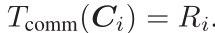 T_comm(C_i) = R_i.